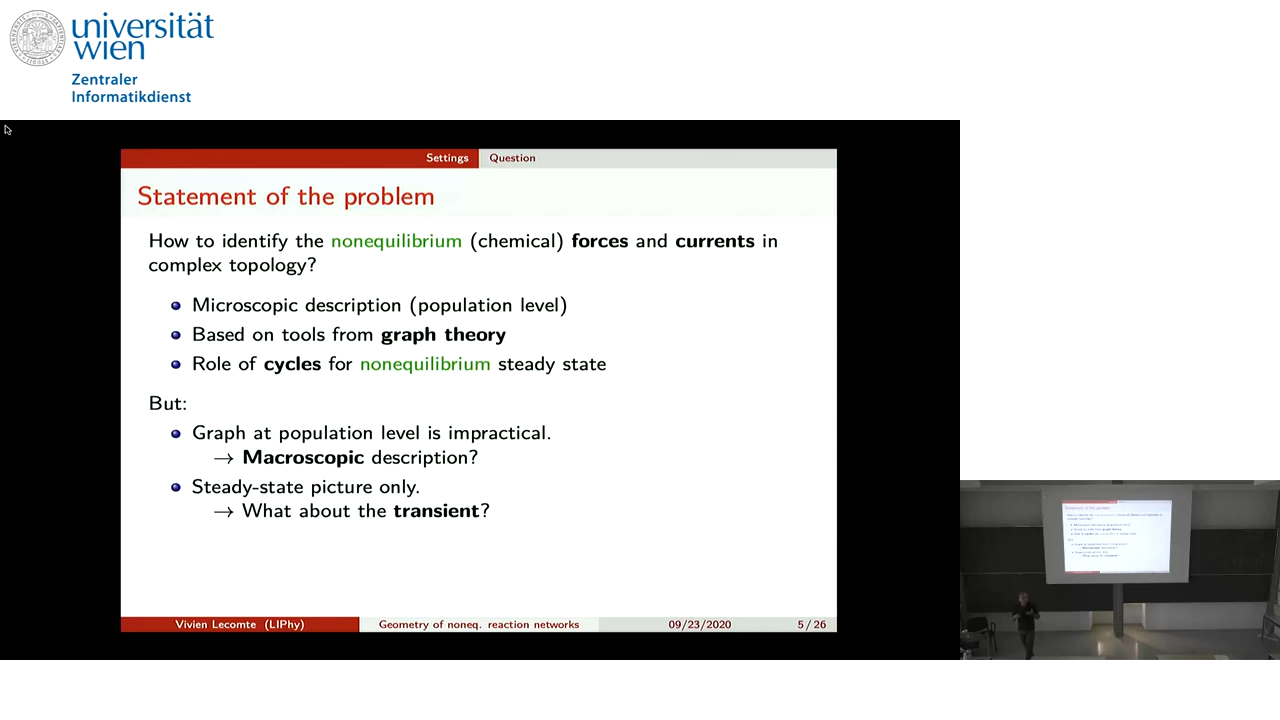 universität
wien
Zentraler
Informatikdienst
Settings Question
Statement of the problem
How to identify the nonequilibrium (chemical) forces and currents in
complex topology?
Microscopic description (population level)
Based on tools from graph theory
Role of cycles for nonequilibrium steady state
But:
Graph at population level is impractical.
→ Macroscopic description?
Steady-state picture only.
→ What about the transient?
Vivien Lecomte (LIPhy) Geometry of noneq. reaction networks 09/23/2020 5 / 26